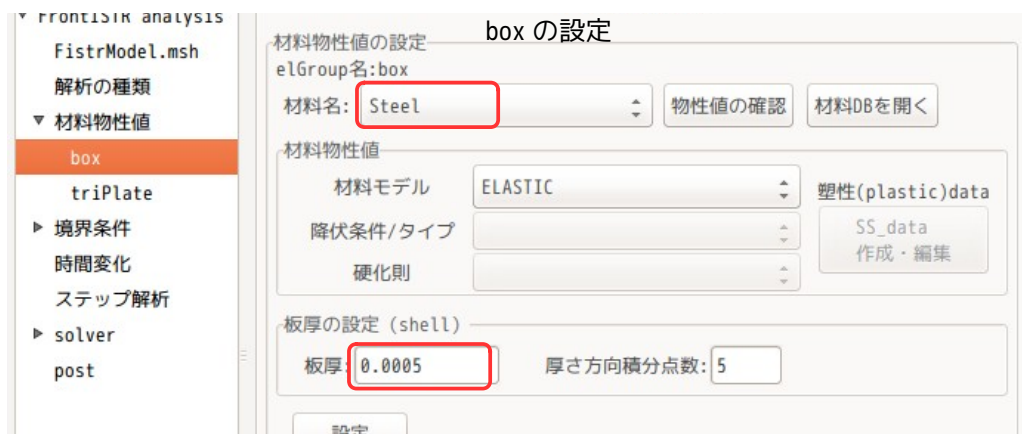 FrontISTR analysis
FistrModel.msh
解析の種類
材料物性値
box
triPlate
境界条件
時間変化
ステップ解析
solver
post
box の設定
材料物性値の設定
elGroup名:box
材料名: Steel 物性値の確認 材料DBを開く
材料物性値
材料モデル ELASTIC 塑性(plastic)data
降伏条件/タイプ SS_data
作成・編集
硬化則
板厚の設定 (shell)
板厚: 0.0005 厚さ方向積分点数: 5
設定